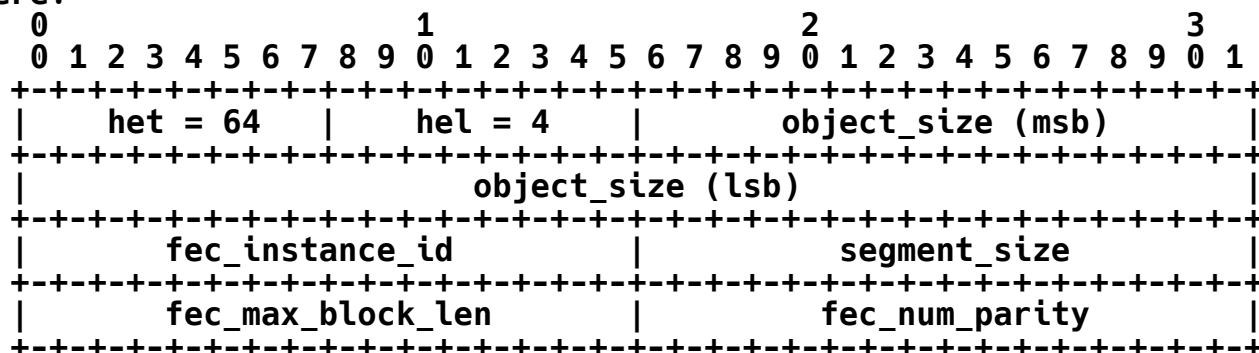 0                   1                   2                   3
0 1 2 3 4 5 6 7 8 9 0 1 2 3 4 5 6 7 8 9 0 1 2 3 4 5 6 7 8 9 0 1
+-+-+-+-+-+-+-+-+-+-+-+-+-+-+-+-+-+-+-+-+-+-+-+-+-+-+-+-+-+-+-+-+
|    het = 64   |    hel = 4    |       object_size (msb)       |
+-+-+-+-+-+-+-+-+-+-+-+-+-+-+-+-+-+-+-+-+-+-+-+-+-+-+-+-+-+-+-+-+
|                       object_size (lsb)                       |
+-+-+-+-+-+-+-+-+-+-+-+-+-+-+-+-+-+-+-+-+-+-+-+-+-+-+-+-+-+-+-+-+
|       fec_instance_id         |          segment_size         |
+-+-+-+-+-+-+-+-+-+-+-+-+-+-+-+-+-+-+-+-+-+-+-+-+-+-+-+-+-+-+-+-+
|       fec_max_block_len       |         fec_num_parity        |
+-+-+-+-+-+-+-+-+-+-+-+-+-+-+-+-+-+-+-+-+-+-+-+-+-+-+-+-+-+-+-+-+